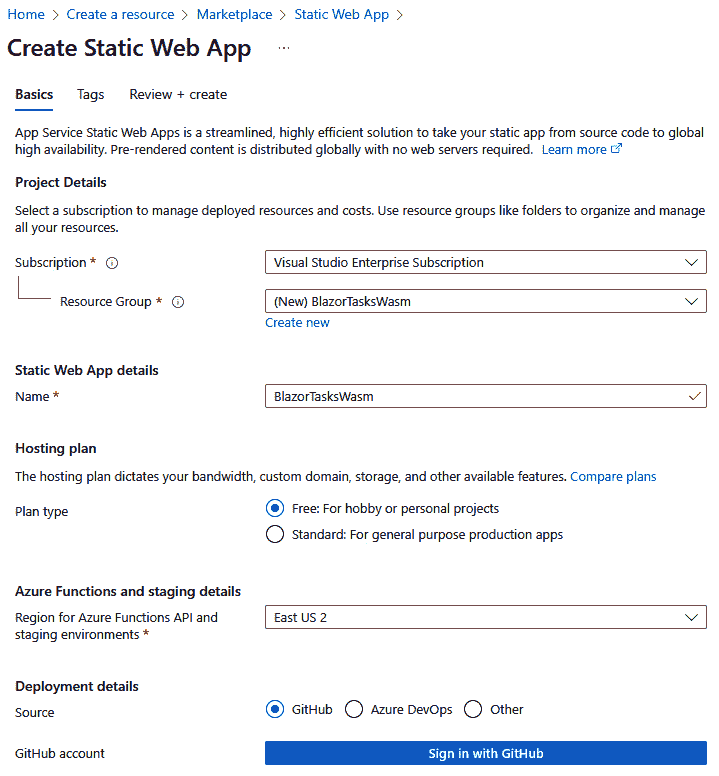 Home > Create a resource > Marketplace > Static Web App >
Create Static Web App ...
Basics Tags Review + create
App Service Static Web Apps is a streamlined, highly efficient solution to take your static app from source code to global
high availability. Pre-rendered content is distributed globally with no web servers required. Learn more
Project Details
Select a subscription to manage deployed resources and costs. Use resource groups like folders to organize and manage
all your resources.
Subscription * Visual Studio Enterprise Subscription
Resource Group * (New) BlazorTasksWasm
Create new
Static Web App details
Name * BlazorTasksWasm
Hosting plan
The hosting plan dictates your bandwidth, custom domain, storage, and other available features. Compare plans
Plan type Free: For hobby or personal projects
Standard: For general purpose production apps
Azure Functions and staging details
Region for Azure Functions API and East US 2
staging environments *
Deployment details
Source GitHub Azure DevOps Other
GitHub account Sign in with GitHub